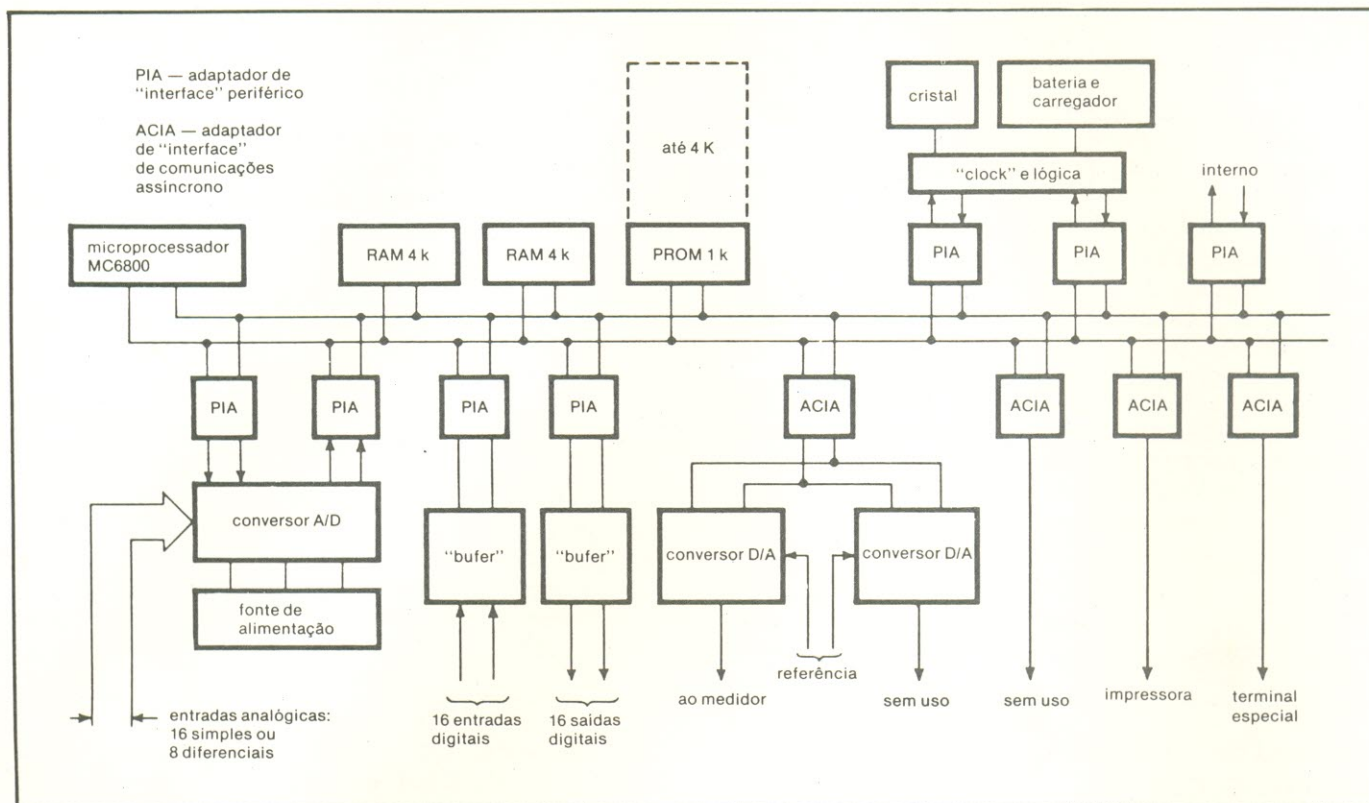 PIA — adaptador de
"interface" periférico
ACIA — adaptador
de "interface"
de comunicações
assíncrono
até 4 K
cristal
bateria e
carregador
"clock" e lógica
interno
microprocessador
MC6800
RAM 4 k
RAM 4 k
PROM 1 k
PIA
PIA
PIA
PIA
PIA
PIA
PIA
ACIA
ACIA
ACIA
ACIA
conversor A/D
"bufer"
"bufer"
conversor D/A
conversor D/A
fonte de
alimentação
referência
entradas analógicas:
16 simples ou
8 diferenciais
16 entradas
digitais
16 saidas
digitais
ao medidor
sem uso
sem uso
impressora
terminal
especial